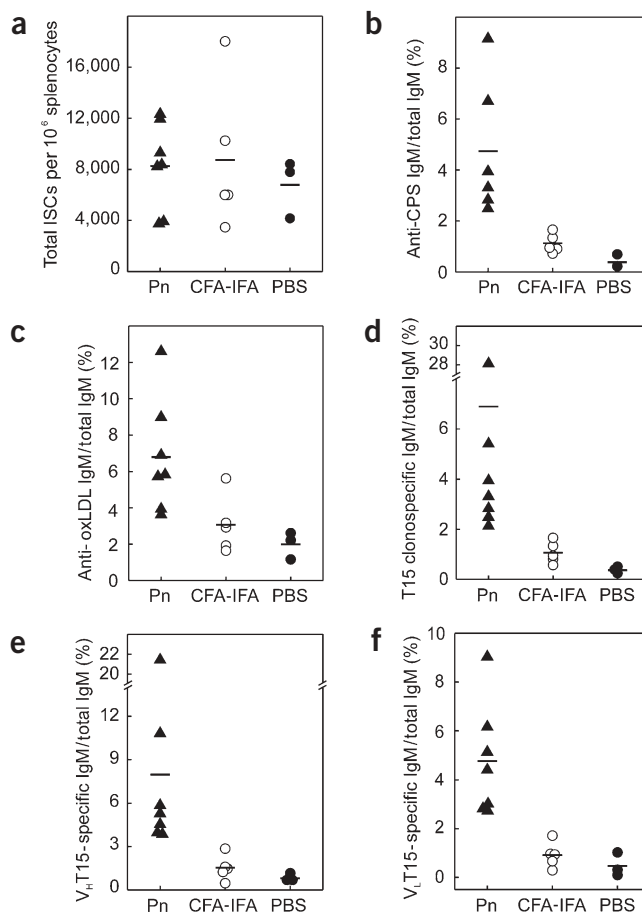 a
Total ISCs per 10⁶ splenocytes
16,000
12,000
8,000
4,000
0
Pn CFA-IFA PBS
b
Anti-CPS IgM/total IgM (%)
8
6
4
2
0
Pn CFA-IFA PBS
c
Anti-oxLDL IgM/total IgM (%)
12
10
8
6
4
2
0
Pn CFA-IFA PBS
d
T15 clonospecific IgM/total IgM (%)
30
28
6
4
2
0
Pn CFA-IFA PBS
e
VHT15-specific IgM/total IgM (%)
22
20
12
9
6
3
0
Pn CFA-IFA PBS
f
VLT15-specific IgM/total IgM (%)
10
8
6
4
2
0
Pn CFA-IFA PBS